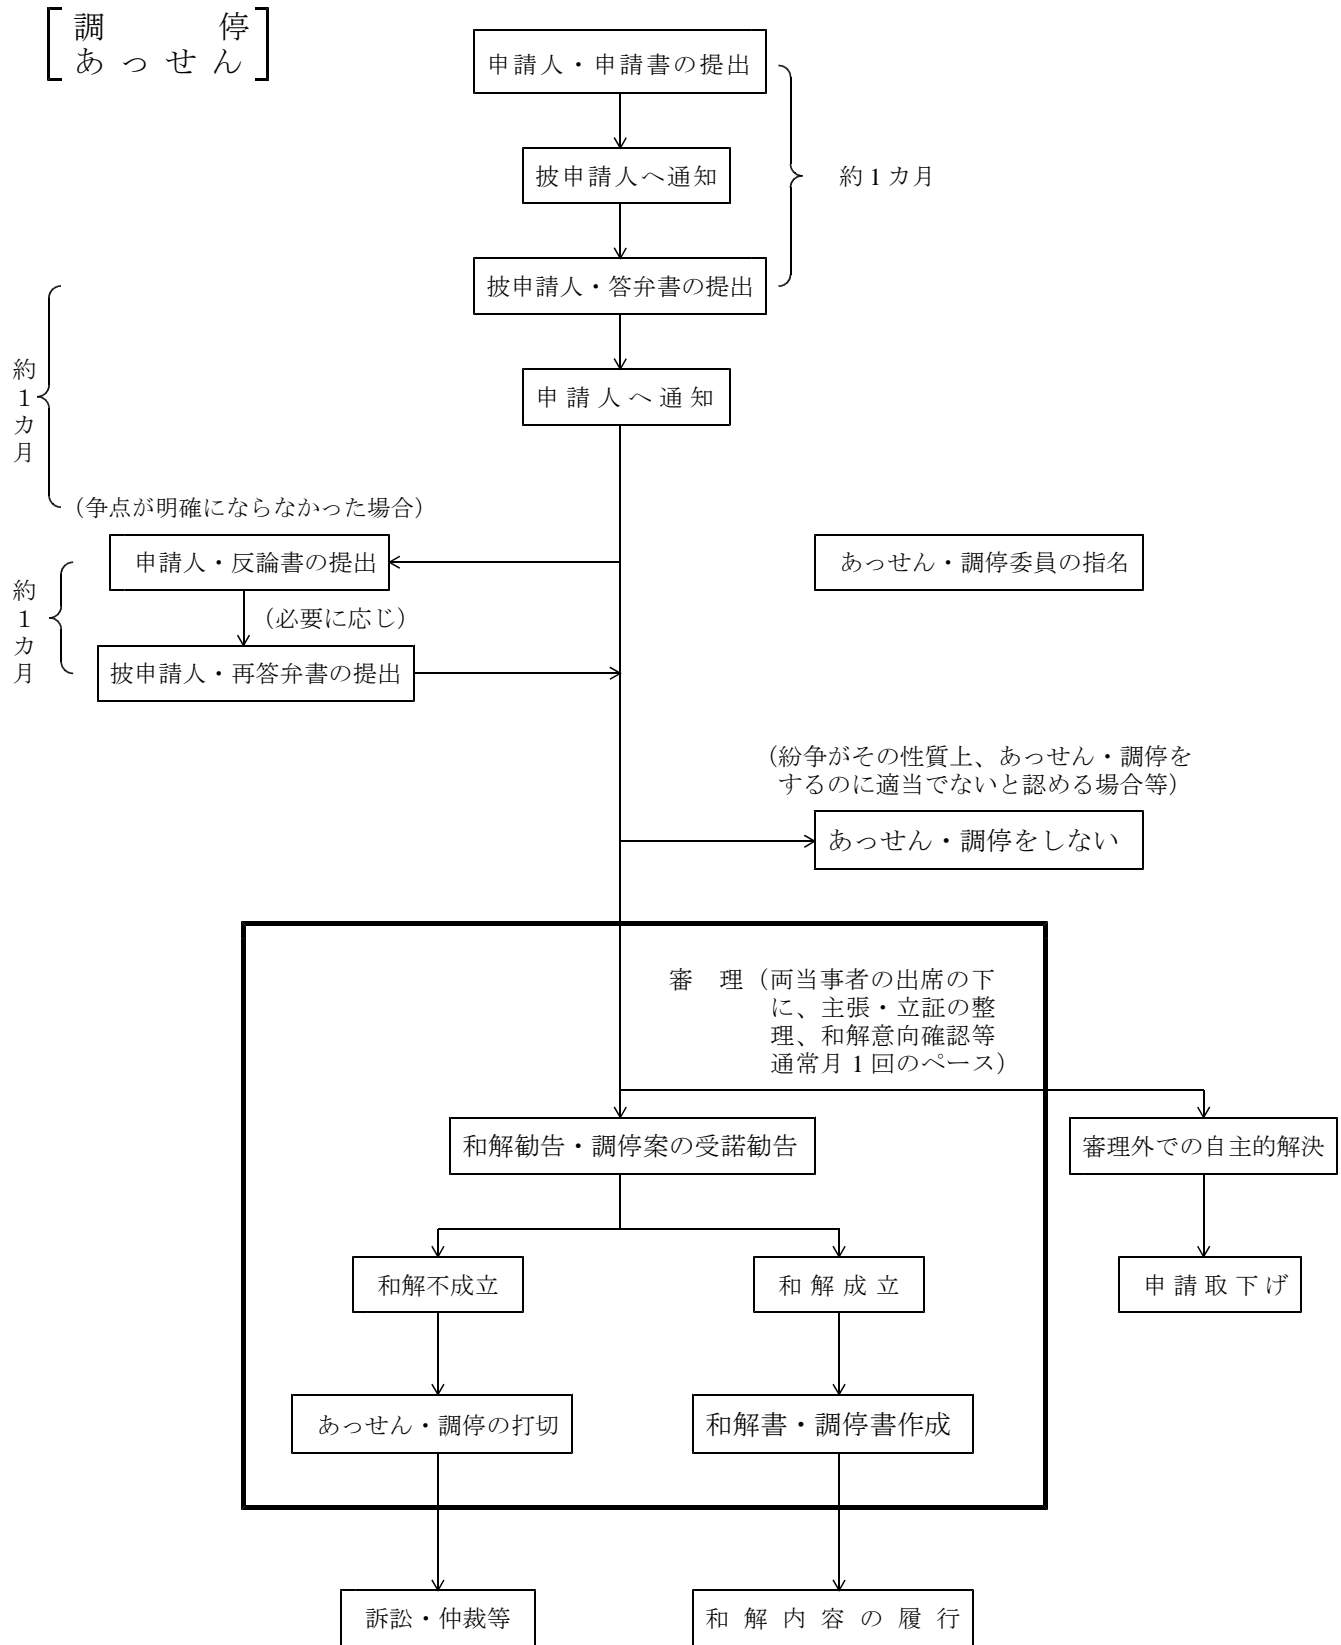 調停
あっせん
申請人・申請書の提出
披申請人へ通知
約1カ月
披申請人・答弁書の提出
申請人へ通知
約1カ月
(争点が明確にならなかった場合)
申請人・反論書の提出
あっせん・調停委員の指名
約1カ月
(必要に応じ)
披申請人・再答弁書の提出
(紛争がその性質上、あっせん・調停を
するのに適当でないと認める場合等)
あっせん・調停をしない
審 理(両当事者の出席の下
に、主張・立証の整
理、和解意向確認等
通常月1回のペース)
和解勧告・調停案の受諾勧告
審理外での自主的解決
和解不成立
和解成立
申請取下げ
あっせん・調停の打切
和解書・調停書作成
訴訟・仲裁等
和解内容の履行